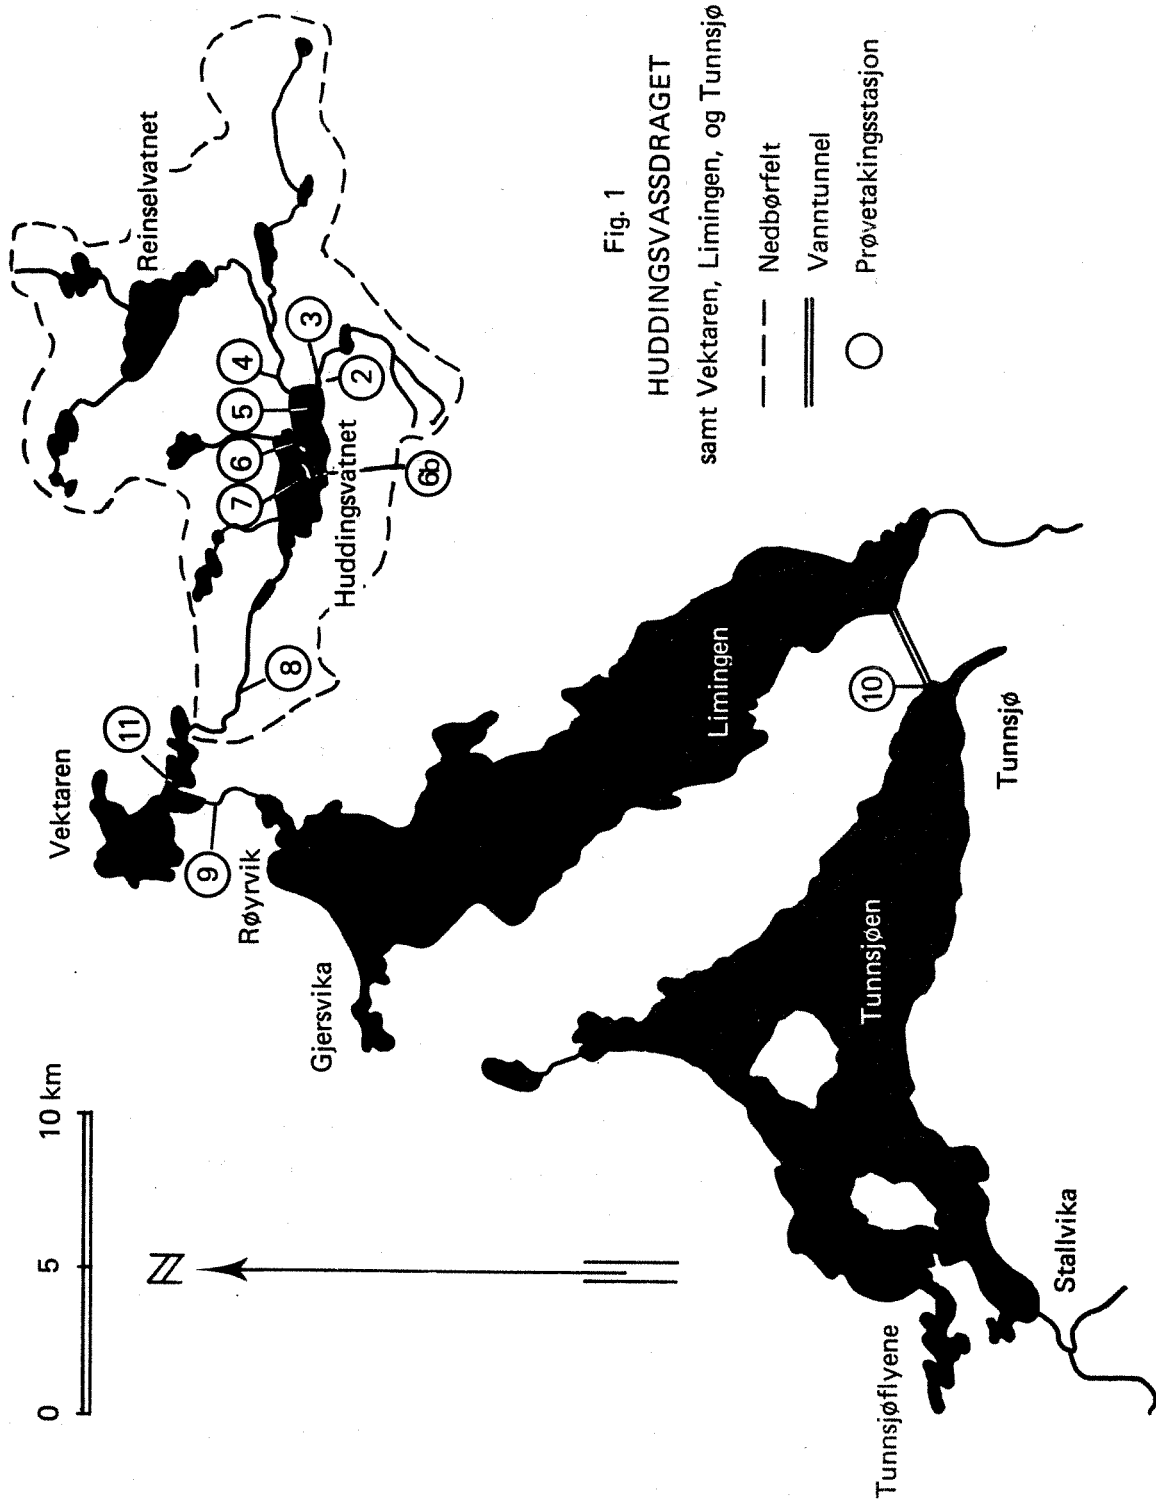 0 5 10 km
N
Vektaren
11
9
Røyrvik
Gjersvika
8
Reinselvatnet
4
3
5
2
6
7
6b
Huddingsvatnet
Limingen
10
Tunnsjø
Tunnsjøen
Tunnsjøflyene
Stallvika
Fig. 1
HUDDINGSVASSDRAGET
samt Vektaren, Limingen, og Tunnsjø
Nedbørfelt
Vanntunnel
Prøvetakingsstasjon